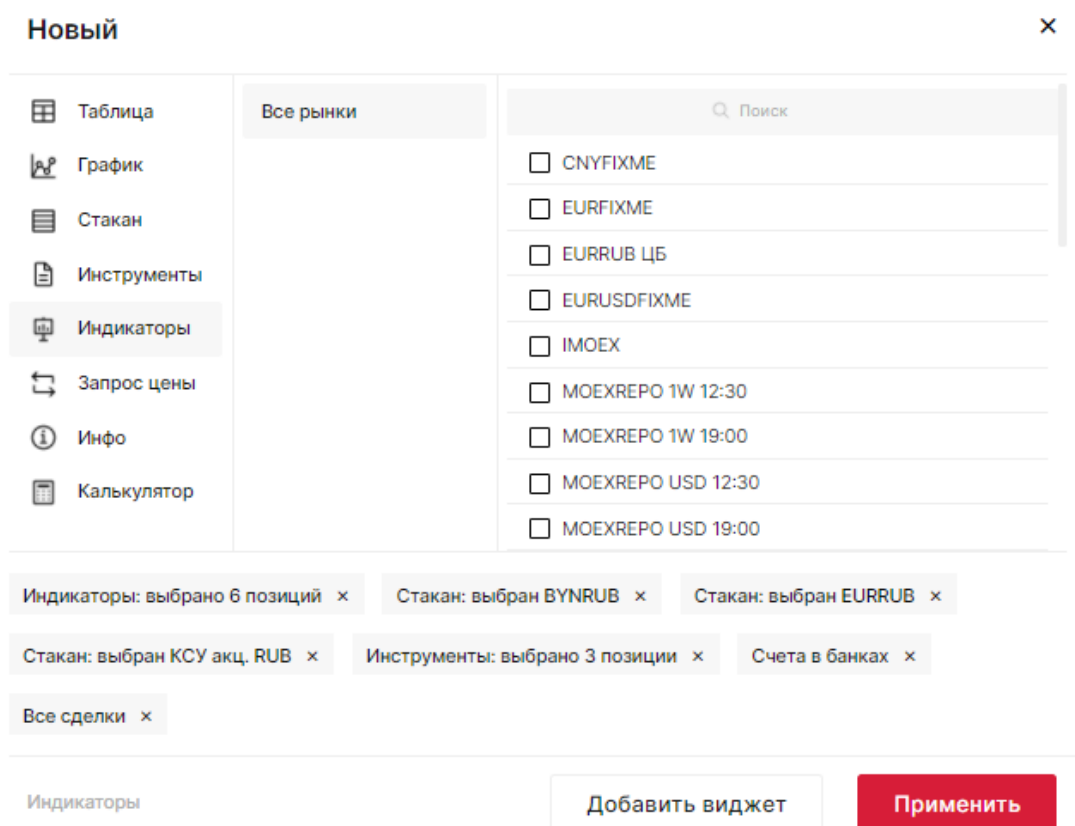 Новый
Таблица
График
Стакан
Инструменты
Индикаторы
Запрос цены
Инфо
Калькулятор
Все рынки
Поиск
CNYFIXME
EURFIXME
EURRUB ЦБ
EURUSDFIXME
IMOEX
MOEXREPO 1W 12:30
MOEXREPO 1W 19:00
MOEXREPO USD 12:30
MOEXREPO USD 19:00
Индикаторы: выбрано 6 позиций × Стакан: выбран BYNRUB × Стакан: выбран EURRUB ×
Стакан: выбран КСУ акц. RUB × Инструменты: выбрано 3 позиции × Счета в банках ×
Все сделки ×
Индикаторы Добавить виджет Применить